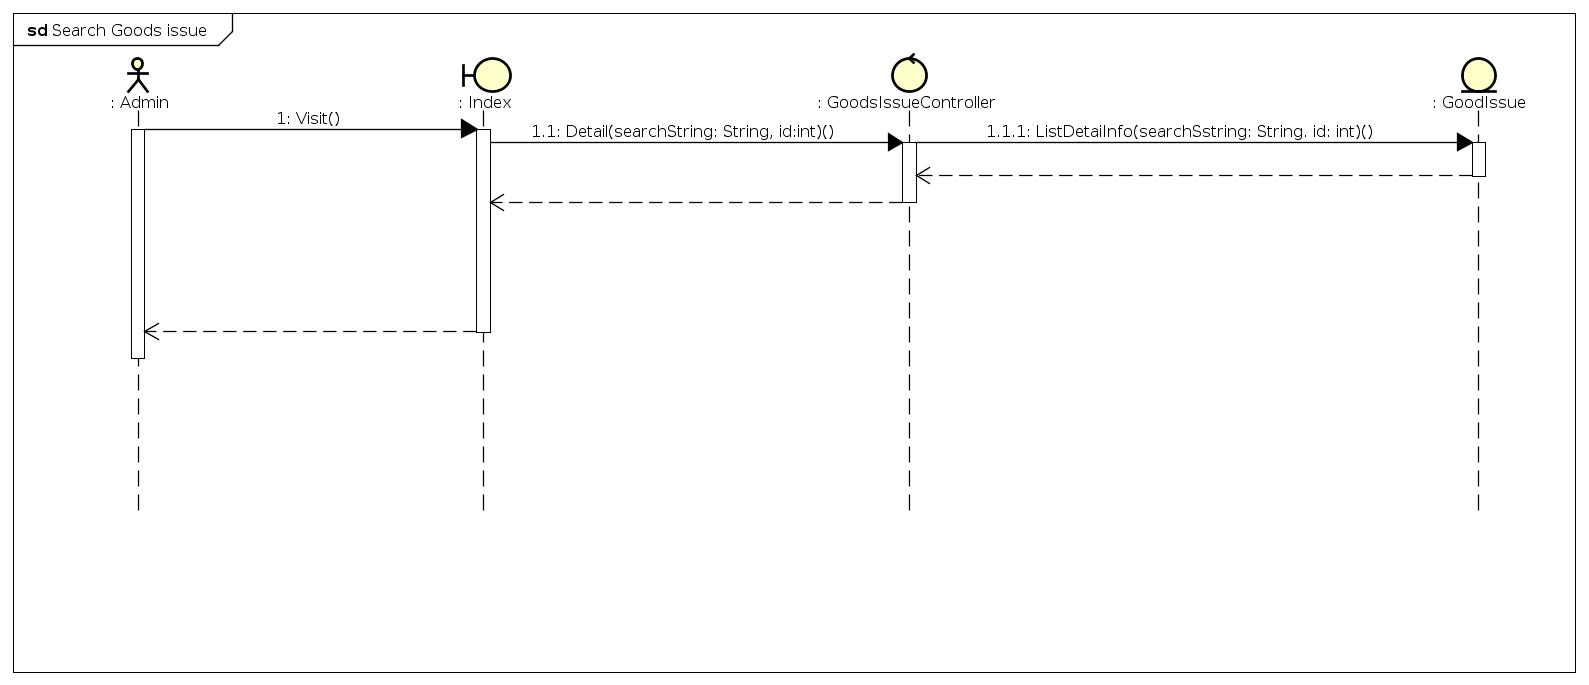 sd Search Goods issue
: Admin
: Index
: GoodsIssueController
: GoodIssue
1: Visit()
1.1: Detail(searchString: String, id:int)()
1.1.1: ListDetailInfo(searchSstring: String. id: int)()